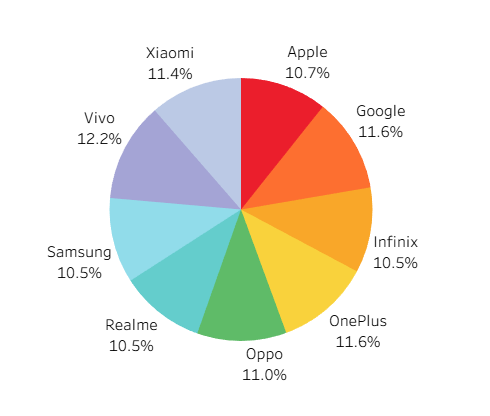 Apple
10.7%
Google
11.6%
Infinix
10.5%
OnePlus
11.6%
Oppo
11.0%
Realme
10.5%
Samsung
10.5%
Vivo
12.2%
Xiaomi
11.4%